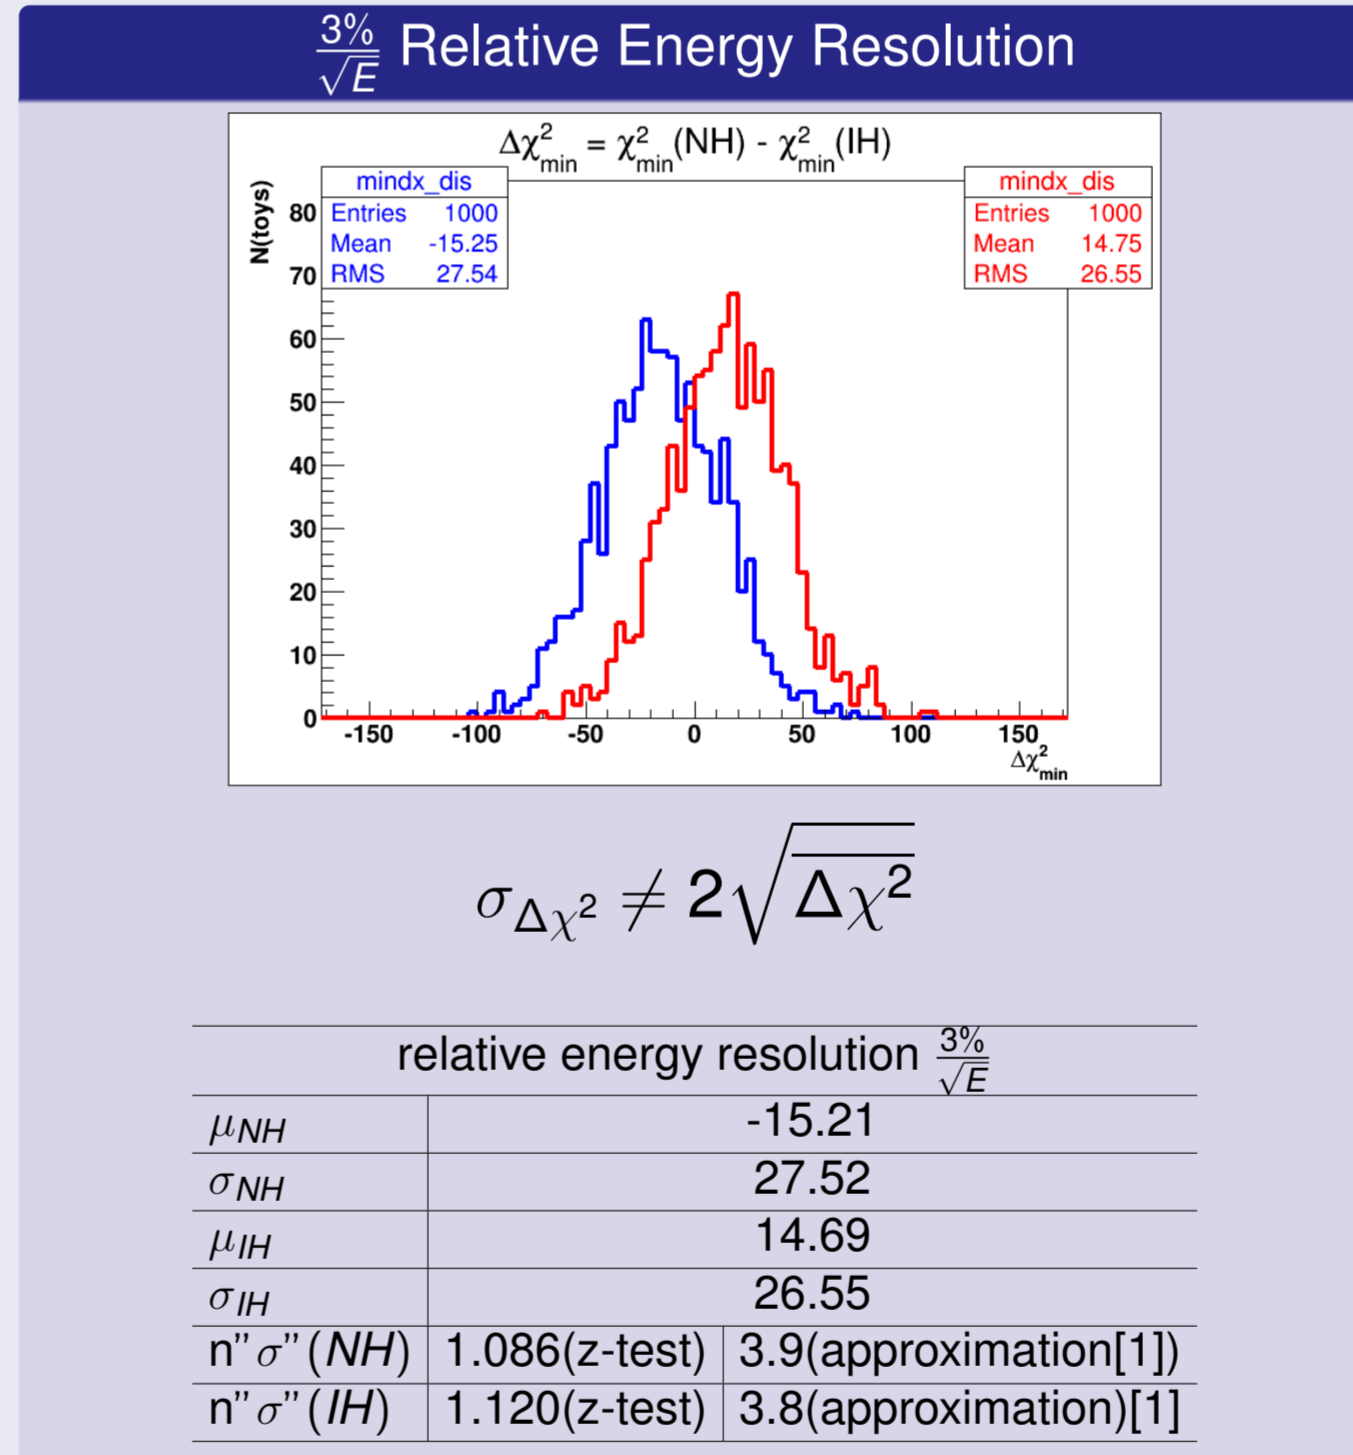 3%/√E Relative Energy Resolution
Δχ²min = χ²min(NH) - χ²min(IH)
mindx_dis
Entries 1000
Mean -15.25
RMS 27.54
mindx_dis
Entries 1000
Mean 14.75
RMS 26.55
N(toys)
80
70
60
50
40
30
20
10
0
-150 -100 -50 0 50 100 150
Δχ²min
σΔχ² ≠ 2√\overline{Δχ²}
relative energy resolution 3%/√E
μNH -15.21
σNH 27.52
μIH 14.69
σIH 26.55
n"σ"(NH) 1.086(z-test) 3.9(approximation[1])
n"σ"(IH) 1.120(z-test) 3.8(approximation)[1]